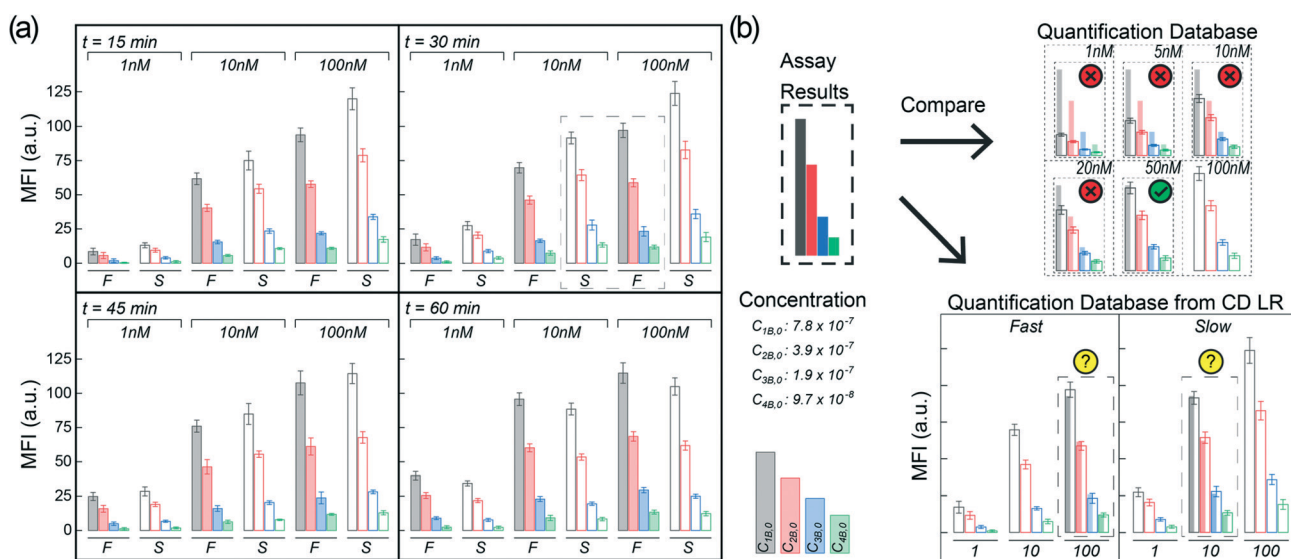 (a)
t = 15 min
1nM 10nM 100nM
t = 30 min
1nM 10nM 100nM
MFI (a.u.)
125
100
75
50
25
0
F S F S F S
F S F S F S
t = 45 min
1nM 10nM 100nM
t = 60 min
1nM 10nM 100nM
MFI (a.u.)
125
100
75
50
25
0
F S F S F S
F S F S F S
(b)
Assay
Results
Compare
Quantification Database
1nM 5nM 10nM
20nM 50nM 100nM
Concentration
C1B,0 : 7.8 x 10^-7
C2B,0 : 3.9 x 10^-7
C3B,0 : 1.9 x 10^-7
C4B,0 : 9.7 x 10^-8
C1B,0 C2B,0 C3B,0 C4B,0
Quantification Database from CD LR
Fast Slow
? ?
MFI (a.u.)
1 10 100 1 10 100